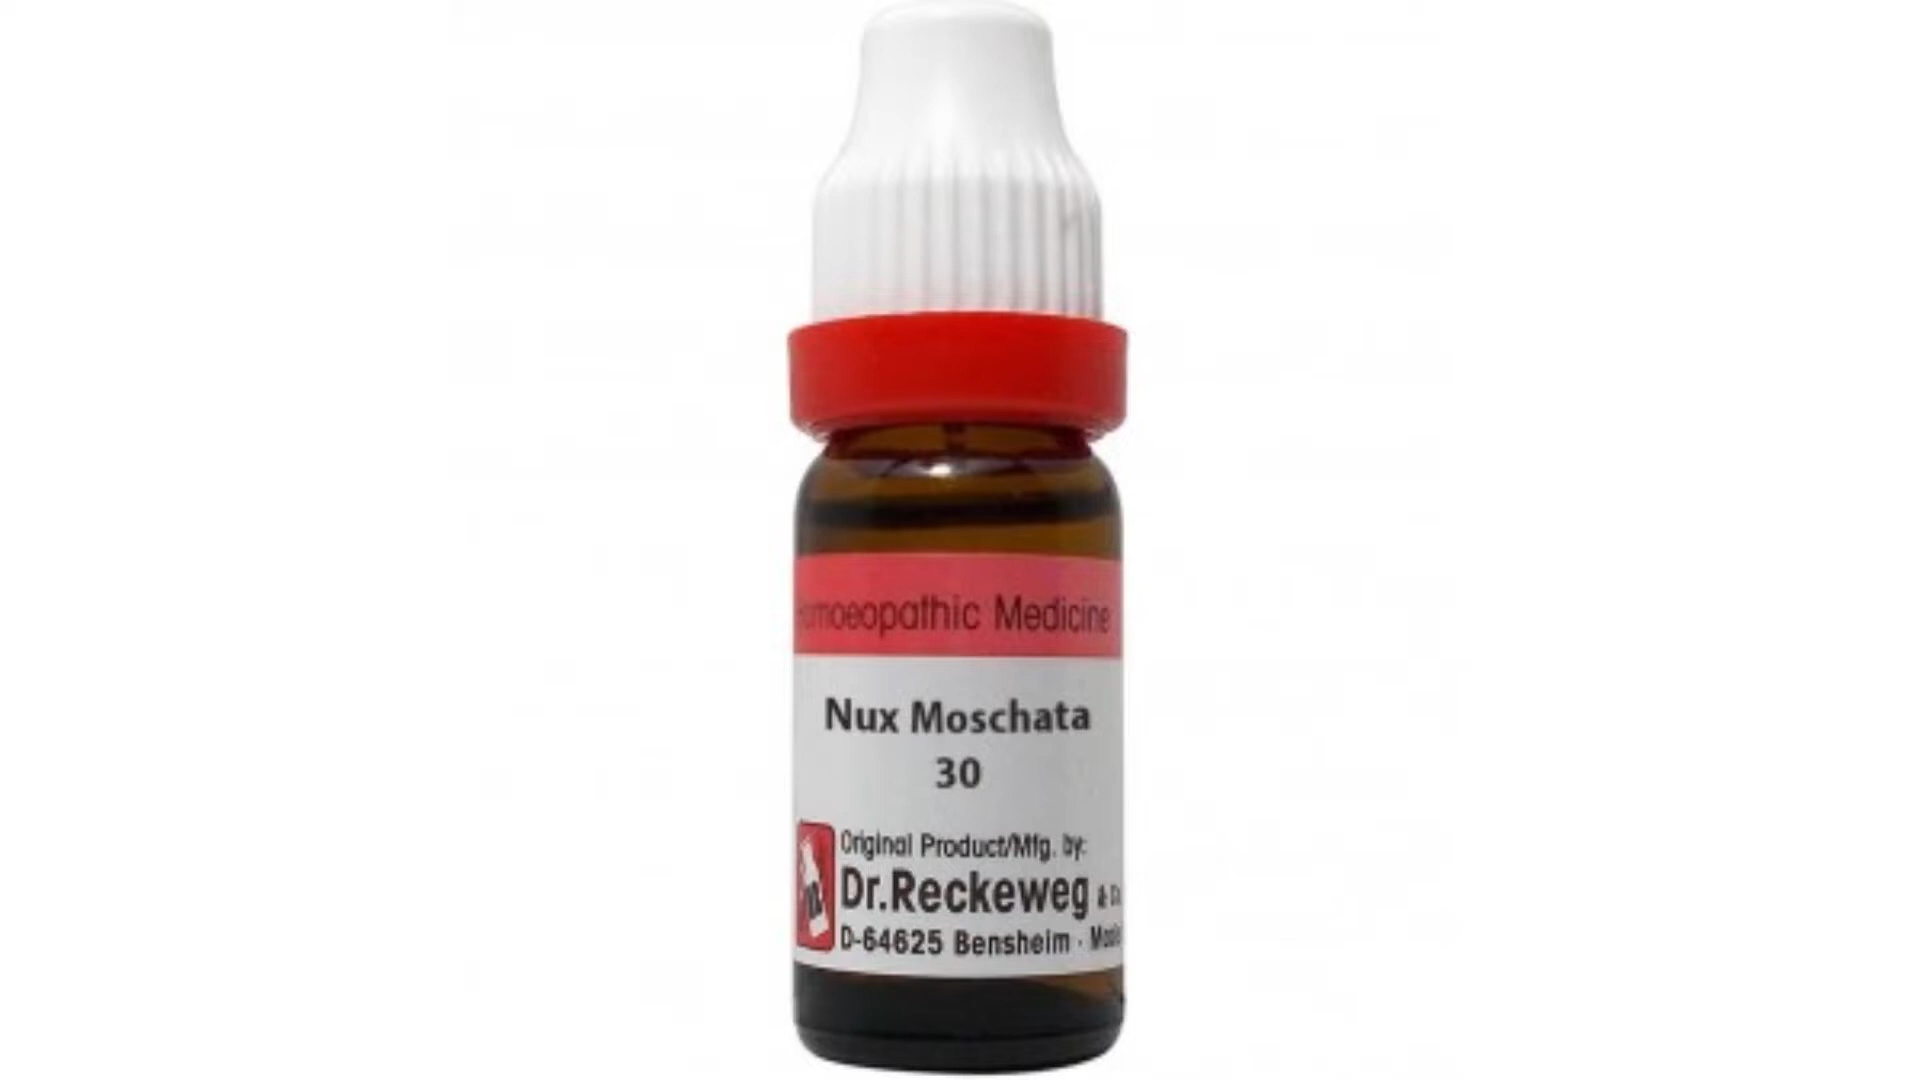 Homoeopathic Medicine
Nux Moschata
30
Original Product/Mfg. by:
Dr.Reckeweg &
D-64625 Bensheim ·